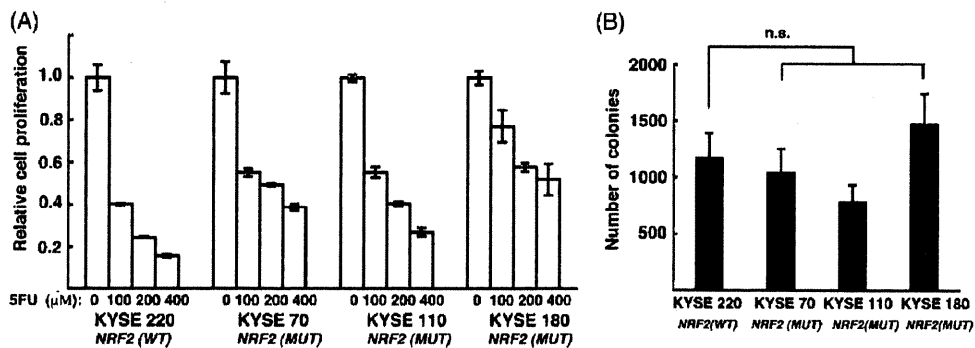 (A)
Relative cell proliferation
1.0
0.8
0.6
0.4
0.2
5FU (μM): 0 100 200 400 0 100 200 400 0 100 200 400 0 100 200 400
KYSE 220 KYSE 70 KYSE 110 KYSE 180
NRF2 (WT) NRF2 (MUT) NRF2 (MUT) NRF2 (MUT)
(B)
n.s.
Number of colonies
2000
1500
1000
500
KYSE 220 KYSE 70 KYSE 110 KYSE 180
NRF2(WT) NRF2 (MUT) NRF2(MUT) NRF2(MUT)